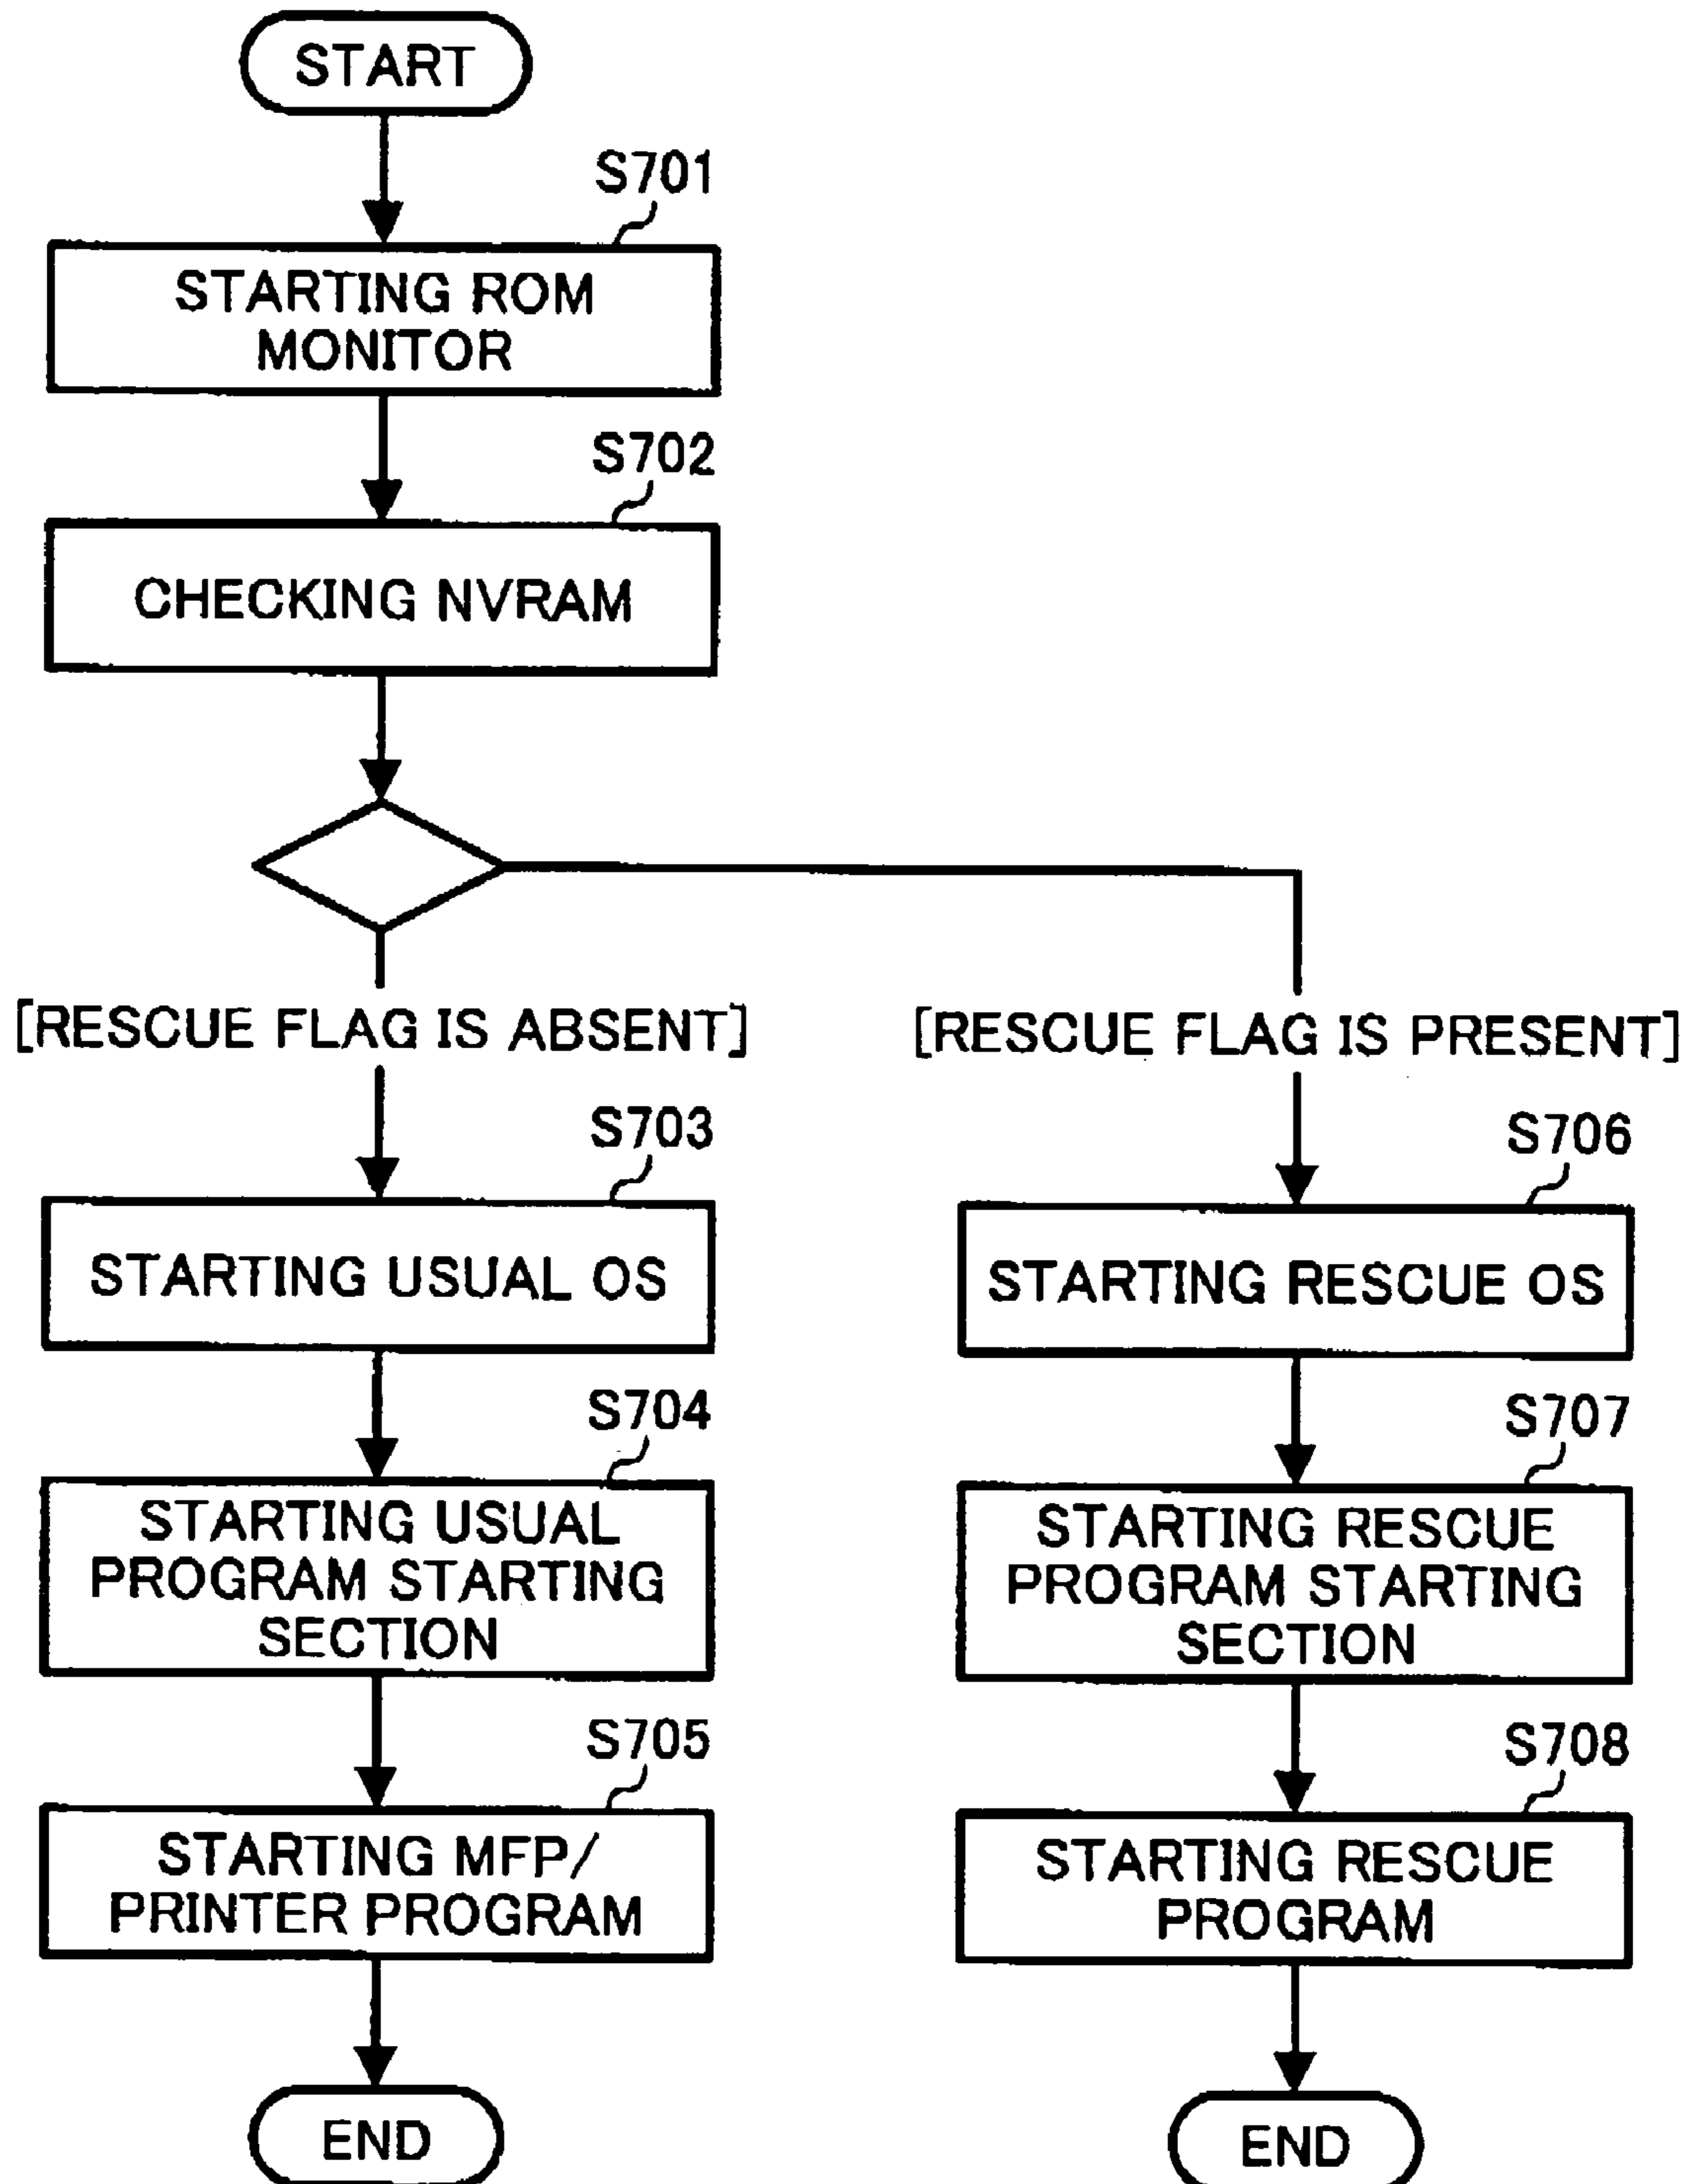 START
S701
STARTING ROM
MONITOR
S702
CHECKING NVRAM
[RESCUE FLAG IS ABSENT]
[RESCUE FLAG IS PRESENT]
S703
STARTING USUAL OS
S704
STARTING USUAL
PROGRAM STARTING
SECTION
S705
STARTING MFP/
PRINTER PROGRAM
END
S706
STARTING RESCUE OS
S707
STARTING RESCUE
PROGRAM STARTING
SECTION
S708
STARTING RESCUE
PROGRAM
END